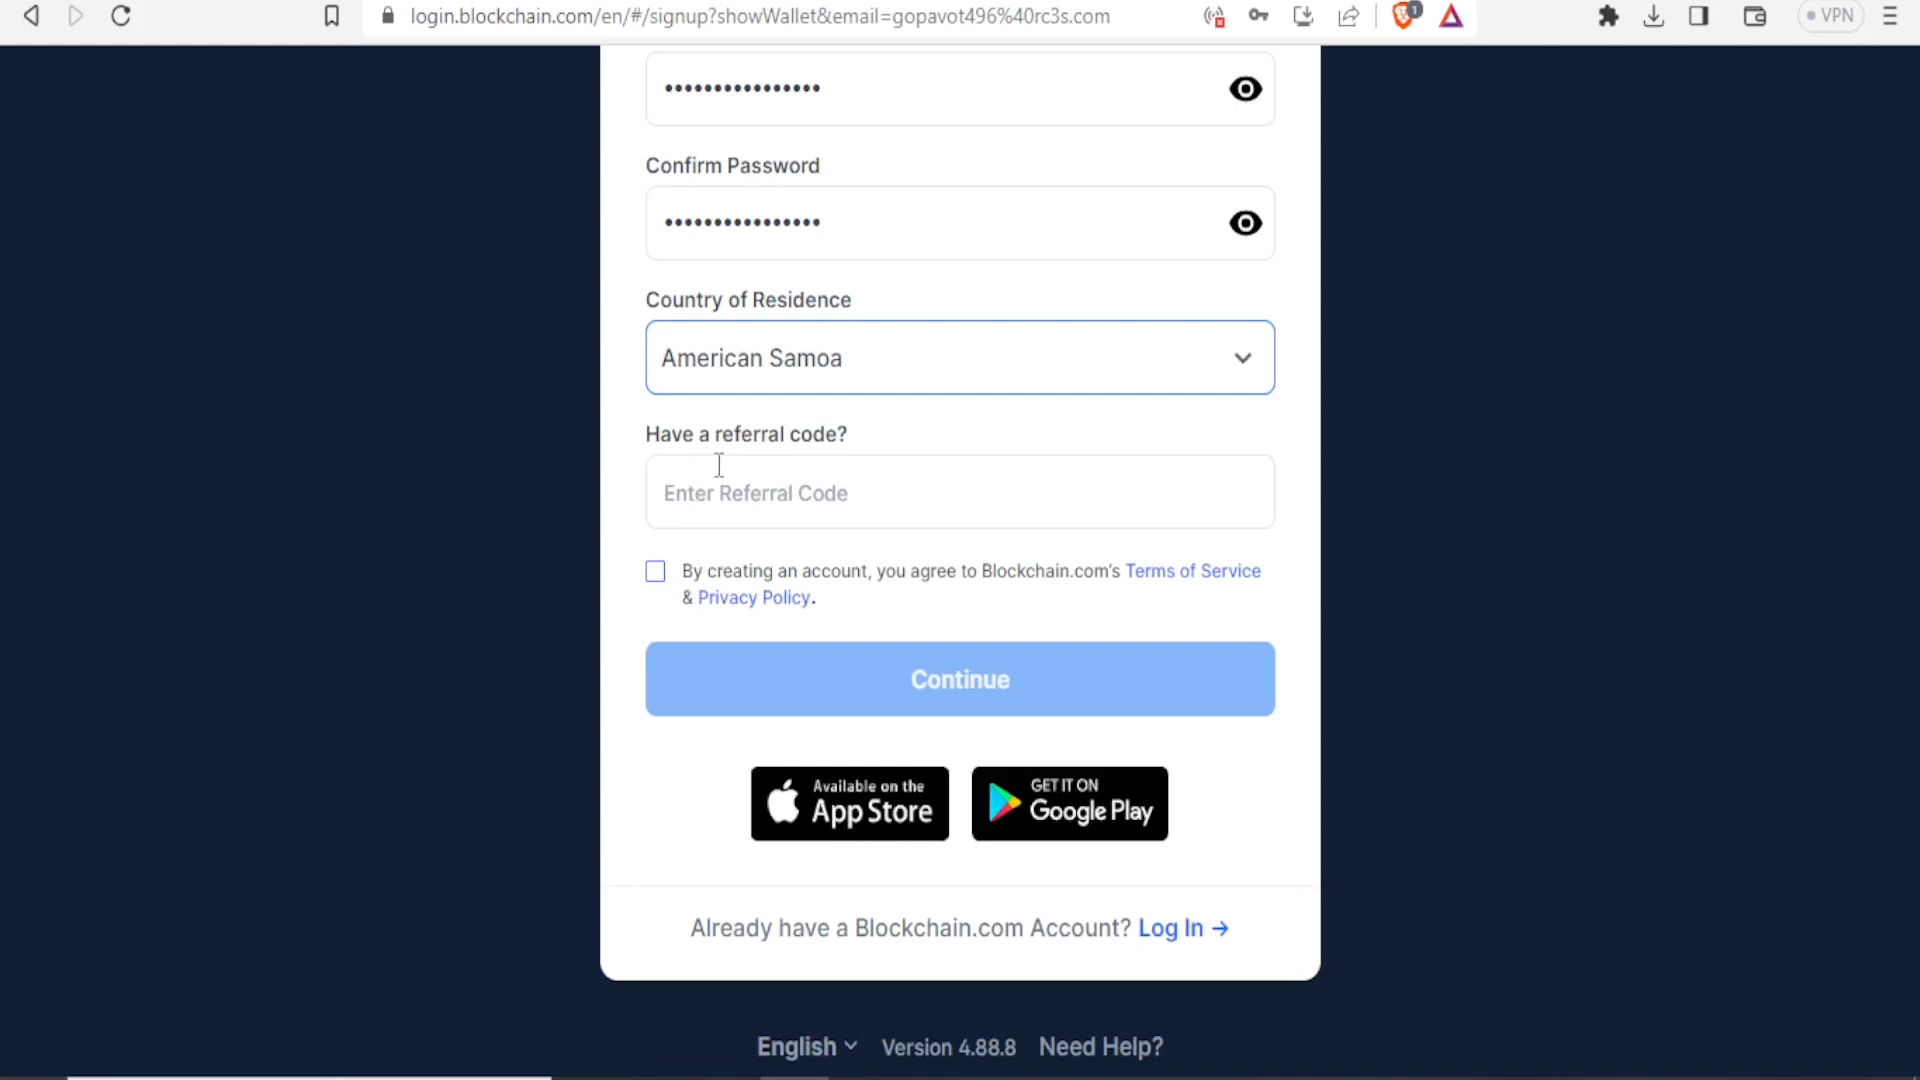 login.blockchain.com/en/#/signup?showWallet&email=gopavot496%40rc3s.com
1
VPN
••••••••••••••••
Confirm Password
••••••••••••••••
Country of Residence
American Samoa
Have a referral code?
Enter Referral Code
By creating an account, you agree to Blockchain.com's Terms of Service
& Privacy Policy.
Continue
Available on the
App Store
GET IT ON
Google Play
Already have a Blockchain.com Account? Log In →
English Version 4.88.8 Need Help?